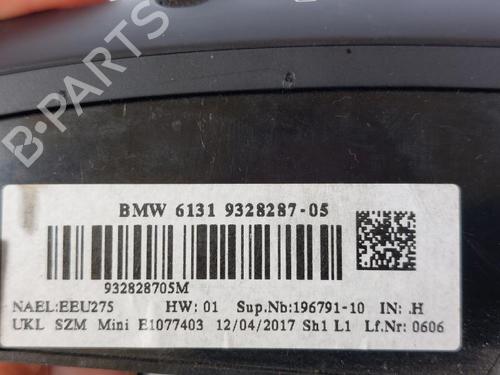 B-PARTS
BMW 6131 9328287-05
932828705M
NAEL:EEU275 HW: 01 Sup.Nb:196791-10 IN: .H
UKL SZM Mini E1077403 12/04/2017 Sh1 L1 Lf.Nr: 0606